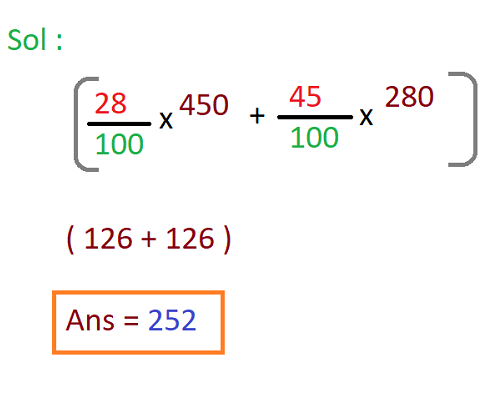 Sol :
[ 28/100 x 450 + 45/100 x 280 ]
( 126 + 126 )
Ans = 252